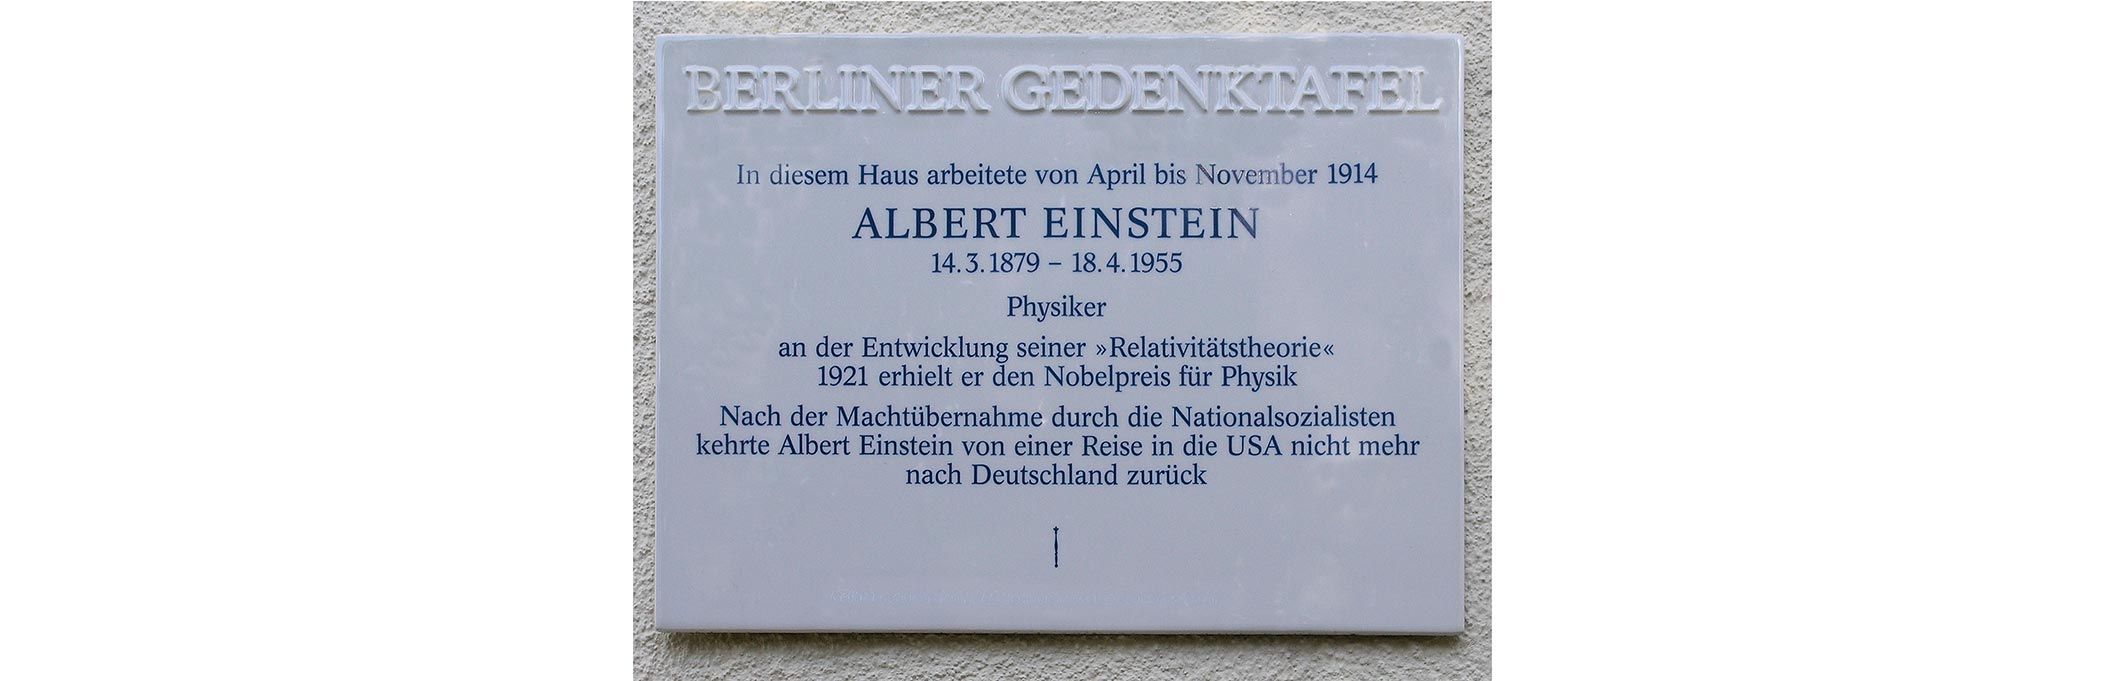 BERLINER GEDENKTAFEL
In diesem Haus arbeitete von April bis November 1914
ALBERT EINSTEIN
14.3.1879 – 18.4.1955
Physiker
an der Entwicklung seiner »Relativitätstheorie«
1921 erhielt er den Nobelpreis für Physik
Nach der Machtübernahme durch die Nationalsozialisten
kehrte Albert Einstein von einer Reise in die USA nicht mehr
nach Deutschland zurück